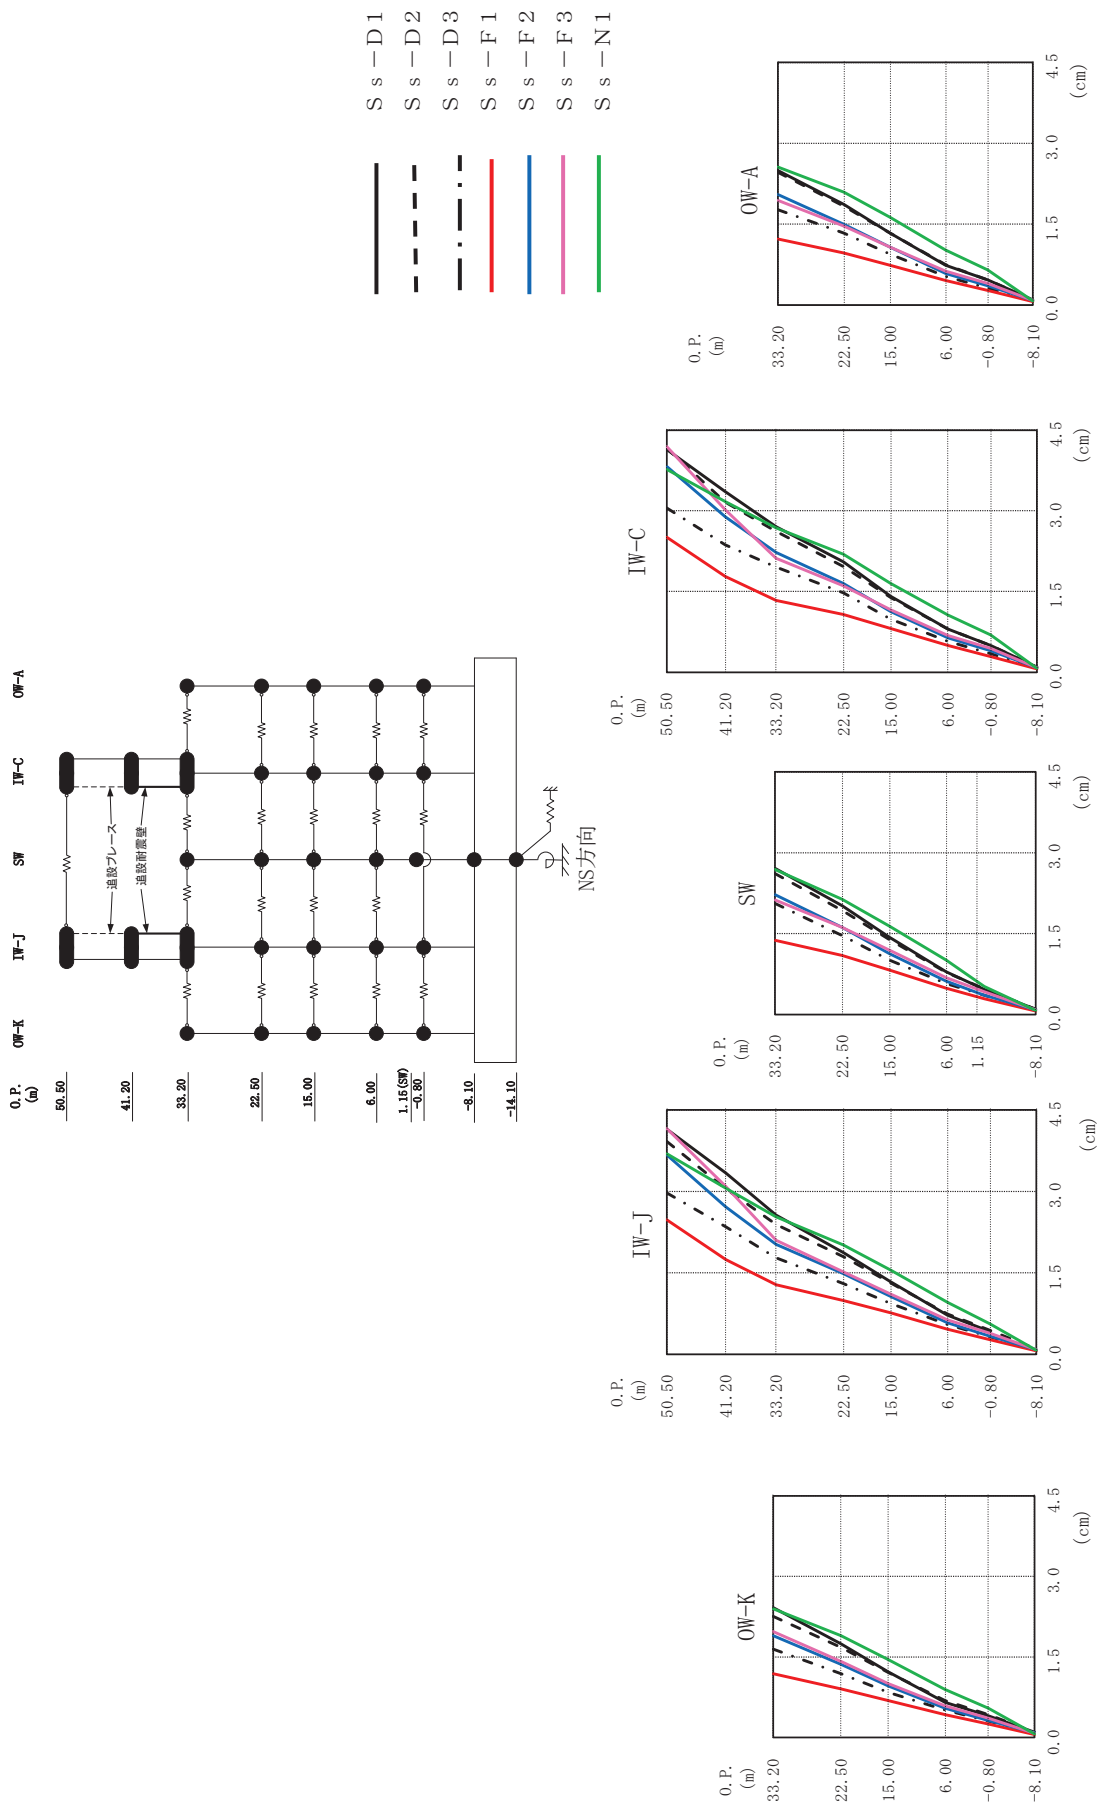 Ss-D1
Ss-D2
Ss-D3
Ss-F1
Ss-F2
Ss-F3
Ss-N1
O.P.
(m)
OW-K
IW-J
SW
IW-C
OW-A
50.50
41.20
33.20
22.50
15.00
6.00
1.15(SW)
-0.80
-8.10
-14.10
追設ブレース
追設耐震壁
NS方向
OW-K
O.P.
(m)
33.20
22.50
15.00
6.00
-0.80
-8.10
0.0
1.5
3.0
4.5
(cm)
IW-J
O.P.
(m)
50.50
41.20
33.20
22.50
15.00
6.00
-0.80
-8.10
0.0
1.5
3.0
4.5
(cm)
SW
O.P.
(m)
33.20
22.50
15.00
6.00
1.15
-8.10
0.0
1.5
3.0
4.5
(cm)
IW-C
O.P.
(m)
50.50
41.20
33.20
22.50
15.00
6.00
-0.80
-8.10
0.0
1.5
3.0
4.5
(cm)
OW-A
O.P.
(m)
33.20
22.50
15.00
6.00
-0.80
-8.10
0.0
1.5
3.0
4.5
(cm)